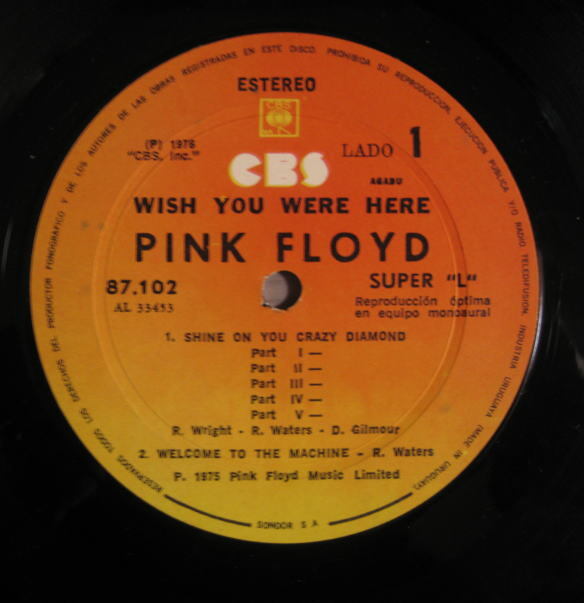 ESTEREO
CBS
(P) 1976
"CBS, Inc."
LADO 1
CBS
AGADU
WISH YOU WERE HERE
PINK FLOYD
87.102
SUPER "L"
AL 33453
Reproducción óptima
en equipo monoaural
1. SHINE ON YOU CRAZY DIAMOND
Part I —
Part II —
Part III —
Part IV —
Part V —
R. Wright - R. Waters - D. Gilmour
2. WELCOME TO THE MACHINE - R. Waters
P. 1975 Pink Floyd Music Limited
RESERVADOS TODOS LOS DERECHOS DEL PRODUCTOR FONOGRAFICO Y DE LOS AUTORES DE LAS OBRAS REGISTRADAS EN ESTE DISCO. PROHIBIDA SU REPRODUCCION, EJECUCION PUBLICA Y/O RADIO TELEDIFUSION. INDUSTRIA URUGUAYA (MADE IN URUGUAY)
SONDOR S A